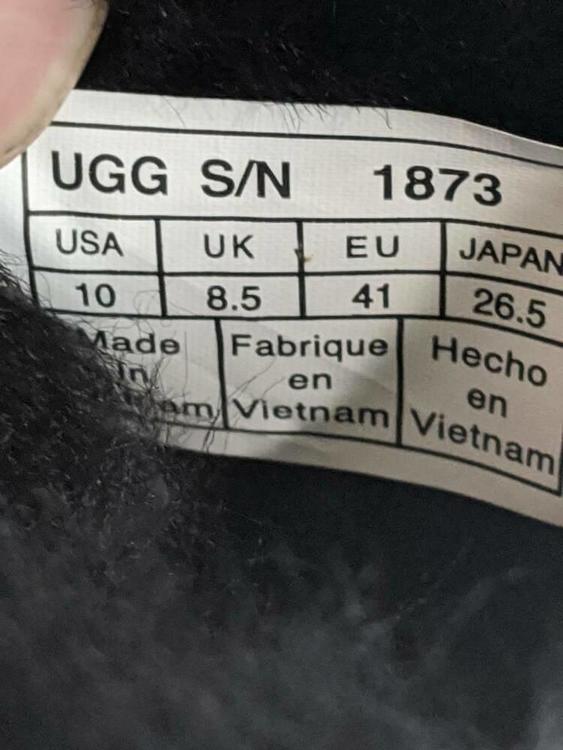 UGG S/N 1873
USA UK EU JAPAN
10 8.5 41 26.5
Made in
Fabrique en Vietnam
Hecho en Vietnam